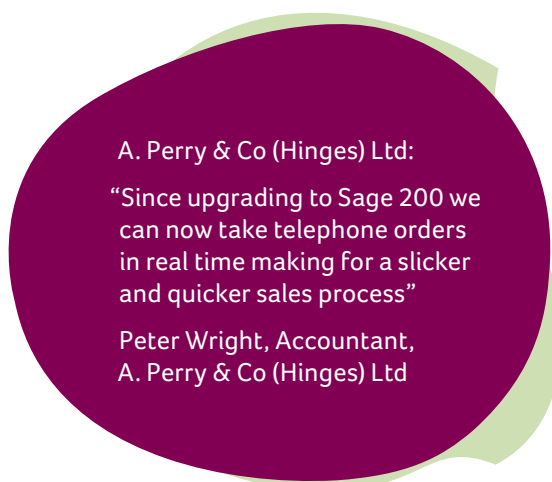 A. Perry & Co (Hinges) Ltd:
“Since upgrading to Sage 200 we
can now take telephone orders
in real time making for a slicker
and quicker sales process”
Peter Wright, Accountant,
A. Perry & Co (Hinges) Ltd